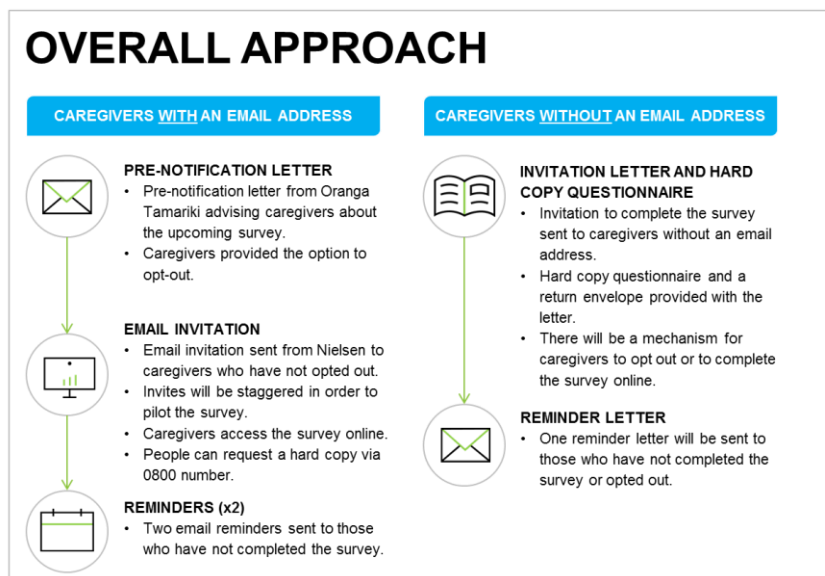 OVERALL APPROACH
CAREGIVERS WITH AN EMAIL ADDRESS
PRE-NOTIFICATION LETTER
• Pre-notification letter from Oranga
Tamariki advising caregivers about
the upcoming survey.
• Caregivers provided the option to
opt-out.
EMAIL INVITATION
• Email invitation sent from Nielsen to
caregivers who have not opted out.
• Invites will be staggered in order to
pilot the survey.
• Caregivers access the survey online.
• People can request a hard copy via
0800 number.
REMINDERS (x2)
• Two email reminders sent to those
who have not completed the survey.
CAREGIVERS WITHOUT AN EMAIL ADDRESS
INVITATION LETTER AND HARD
COPY QUESTIONNAIRE
• Invitation to complete the survey
sent to caregivers without an email
address.
• Hard copy questionnaire and a
return envelope provided with the
letter.
• There will be a mechanism for
caregivers to opt out or to complete
the survey online.
REMINDER LETTER
• One reminder letter will be sent to
those who have not completed the
survey or opted out.